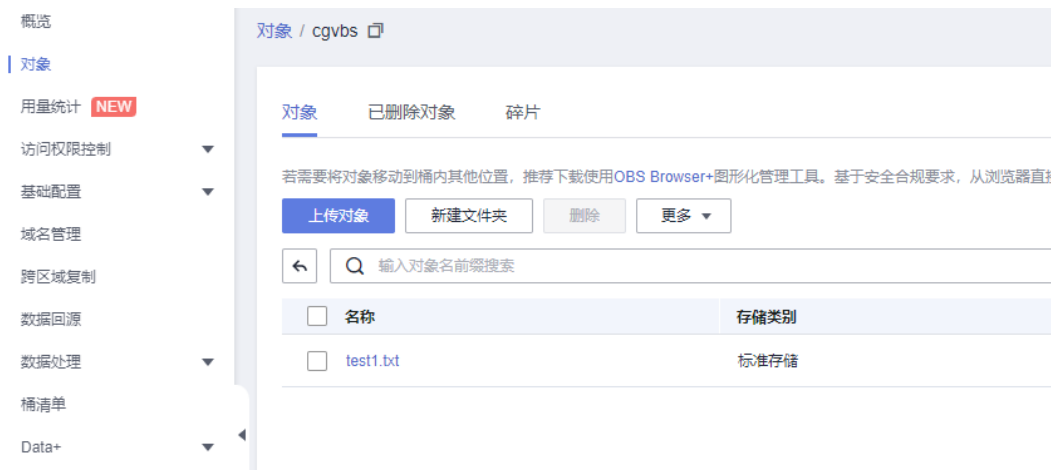 概览
对象
用量统计 NEW
访问权限控制
基础配置
域名管理
跨区域复制
数据回源
数据处理
桶清单
Data+
对象 / cgvbs
对象 已删除对象 碎片
若需要将对象移动到桶内其他位置，推荐下载使用OBS Browser+图形化管理工具。基于安全合规要求，从浏览器直
上传对象 新建文件夹 删除 更多
输入对象名前缀搜索
名称 存储类别
test1.txt 标准存储